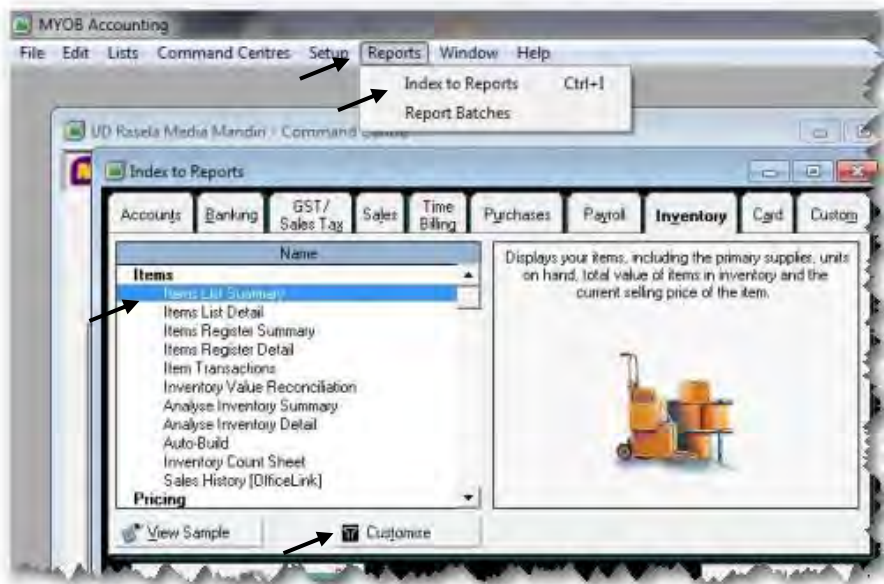 MYOB Accounting
File Edit Lists Command Centres Setup Reports Window Help
Index to Reports Ctrl+I
Report Batches
UD Rasela Media Mandiri - Command
Index to Reports
Accounts Banking GST/ Sales Tax Sales Time Billing Purchases Payroll Inventory Card Custom
Name
Items
Items List Summary
Items List Detail
Items Register Summary
Items Register Detail
Item Transactions
Inventory Value Reconciliation
Analyse Inventory Summary
Analyse Inventory Detail
Auto-Build
Inventory Count Sheet
Sales History [OfficeLink]
Pricing
Displays your items, including the primary supplier, units
on hand, total value of items in inventory and the
current selling price of the item.
View Sample Customise